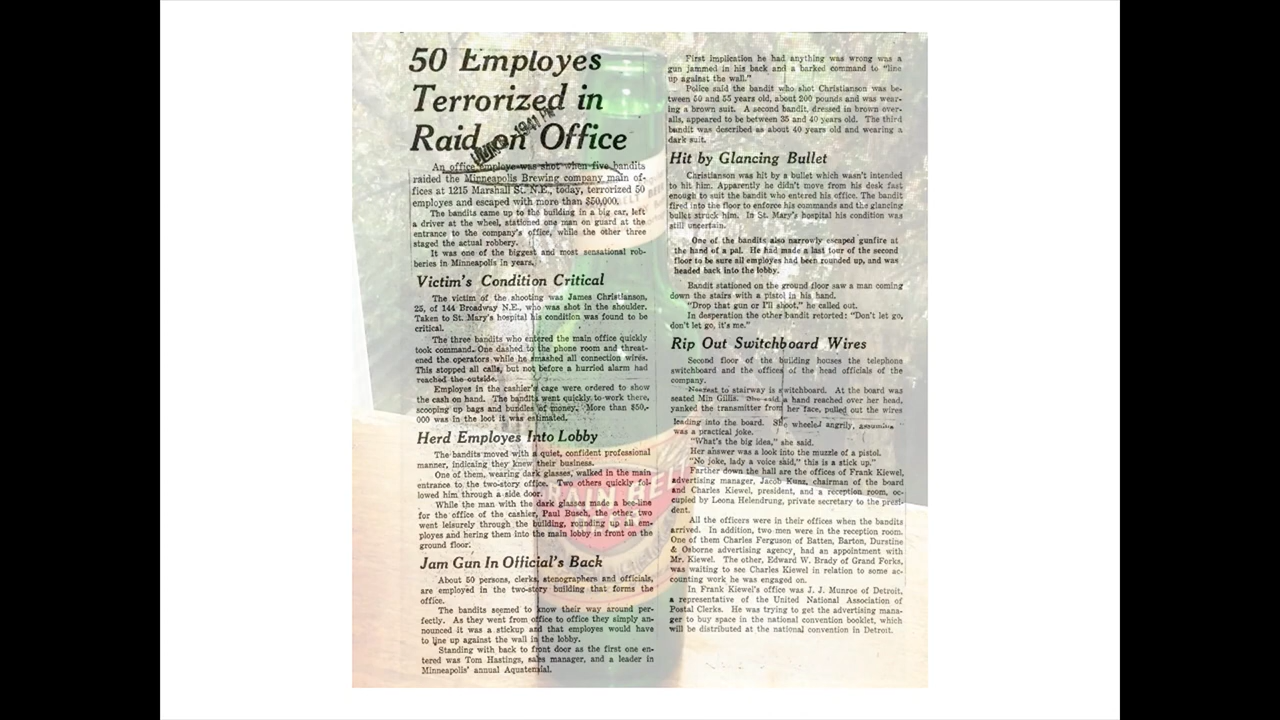 50 Employes
Terrorized in
Raid on Office
1941
An office employe was shot when five bandits
raided the Minneapolis Brewing company main of-
fices at 1215 Marshall St. N.E., today, terrorized 50
employes and escaped with more than $50,000.
The bandits came up to the building in a big car, left
a driver at the wheel, stationed one man on guard at the
entrance to the company's office, while the other three
staged the actual robbery.
It was one of the biggest and most sensational rob-
beries in Minneapolis in years.
Victim's Condition Critical
The victim of the shooting was James Christianson,
25, of 144 Broadway N.E., who was shot in the shoulder.
Taken to St. Mary's hospital his condition was found to be
critical.
The three bandits who entered the main office quickly
took command. One dashed to the phone room and threat-
ened the operators while he smashed all connection wires.
This stopped all calls, but not before a hurried alarm had
reached the outside.
Employes in the cashier's cage were ordered to show
the cash on hand. The bandits went quickly to work there,
scooping up bags and bundles of money. More than $50,-
000 was in the loot it was estimated.
Herd Employes Into Lobby
The bandits moved with a quiet, confident professional
manner, indicaing they knew their business.
One of them, wearing dark glasses, walked in the main
entrance to the two-story office. Two others quickly fol-
lowed him through a side door.
While the man with the dark glasses made a bee-line
for the office of the cashier, Paul Busch, the other two
went leisurely through the building, rounding up all em-
ployes and hering them into the main lobby in front on the
ground floor.
Jam Gun In Official's Back
About 50 persons, clerks, stenographers and officials,
are employed in the two-story building that forms the
office.
The bandits seemed to know their way around per-
fectly. As they went from office to office they simply an-
nounced it was a stickup and that employes would have
to line up against the wall in the lobby.
Standing with back to front door as the first one en-
tered was Tom Hastings, sales manager, and a leader in
Minneapolis' annual Aquatennial.
First implication he had anything was wrong was a
gun jammed in his back and a barked command to "line
up against the wall."
Police said the bandit who shot Christianson was be-
tween 50 and 55 years old, about 200 pounds and was wear-
ing a brown suit. A second bandit, dressed in brown over-
alls, appeared to be between 35 and 40 years old. The third
bandit was described as about 40 years old and wearing a
dark suit.
Hit by Glancing Bullet
Christianson was hit by a bullet which wasn't intended
to hit him. Apparently he didn't move from his desk fast
enough to suit the bandit who entered his office. The bandit
fired into the floor to enforce his commands and the glancing
bullet struck him. In St. Mary's hospital his condition was
still uncertain.
One of the bandits also narrowly escaped gunfire at
the hand of a pal. He had made a last tour of the second
floor to be sure all employes had been rounded up, and was
headed back into the lobby.
Bandit stationed on the ground floor saw a man coming
down the stairs with a pistol in his hand.
"Drop that gun or I'll shoot," he called out.
In desperation the other bandit retorted: "Don't let go,
don't let go, it's me."
Rip Out Switchboard Wires
Second floor of the building houses the telephone
switchboard and the offices of the head officials of the
company.
Nearest to stairway is switchboard. At the board was
seated Min Gillis. She said a hand reached over her head,
yanked the transmitter from her face, pulled out the wires
leading into the board. She wheeled angrily, assuming
was a practical joke.
"What's the big idea," she said.
Her answer was a look into the muzzle of a pistol.
"No joke, lady a voice said," this is a stick up."
Farther down the hall are the offices of Frank Kiewel,
advertising manager, Jacob Kunz, chairman of the board
and Charles Kiewel, president, and a reception room, oc-
cupied by Leona Helendrung, private secretary to the presi-
dent.
All the officers were in their offices when the bandits
arrived. In addition, two men were in the reception room.
One of them Charles Ferguson of Batten, Barton, Durstine
& Osborne advertising agency, had an appointment with
Mr. Kiewel. The other, Edward W. Brady of Grand Forks,
was waiting to see Charles Kiewel in relation to some ac-
counting work he was engaged on.
In Frank Kiewel's office was J. J. Munroe of Detroit,
a representative of the United National Association of
Postal Clerks. He was trying to get the advertising mana-
ger to buy space in the national convention booklet, which
will be distributed at the national convention in Detroit.